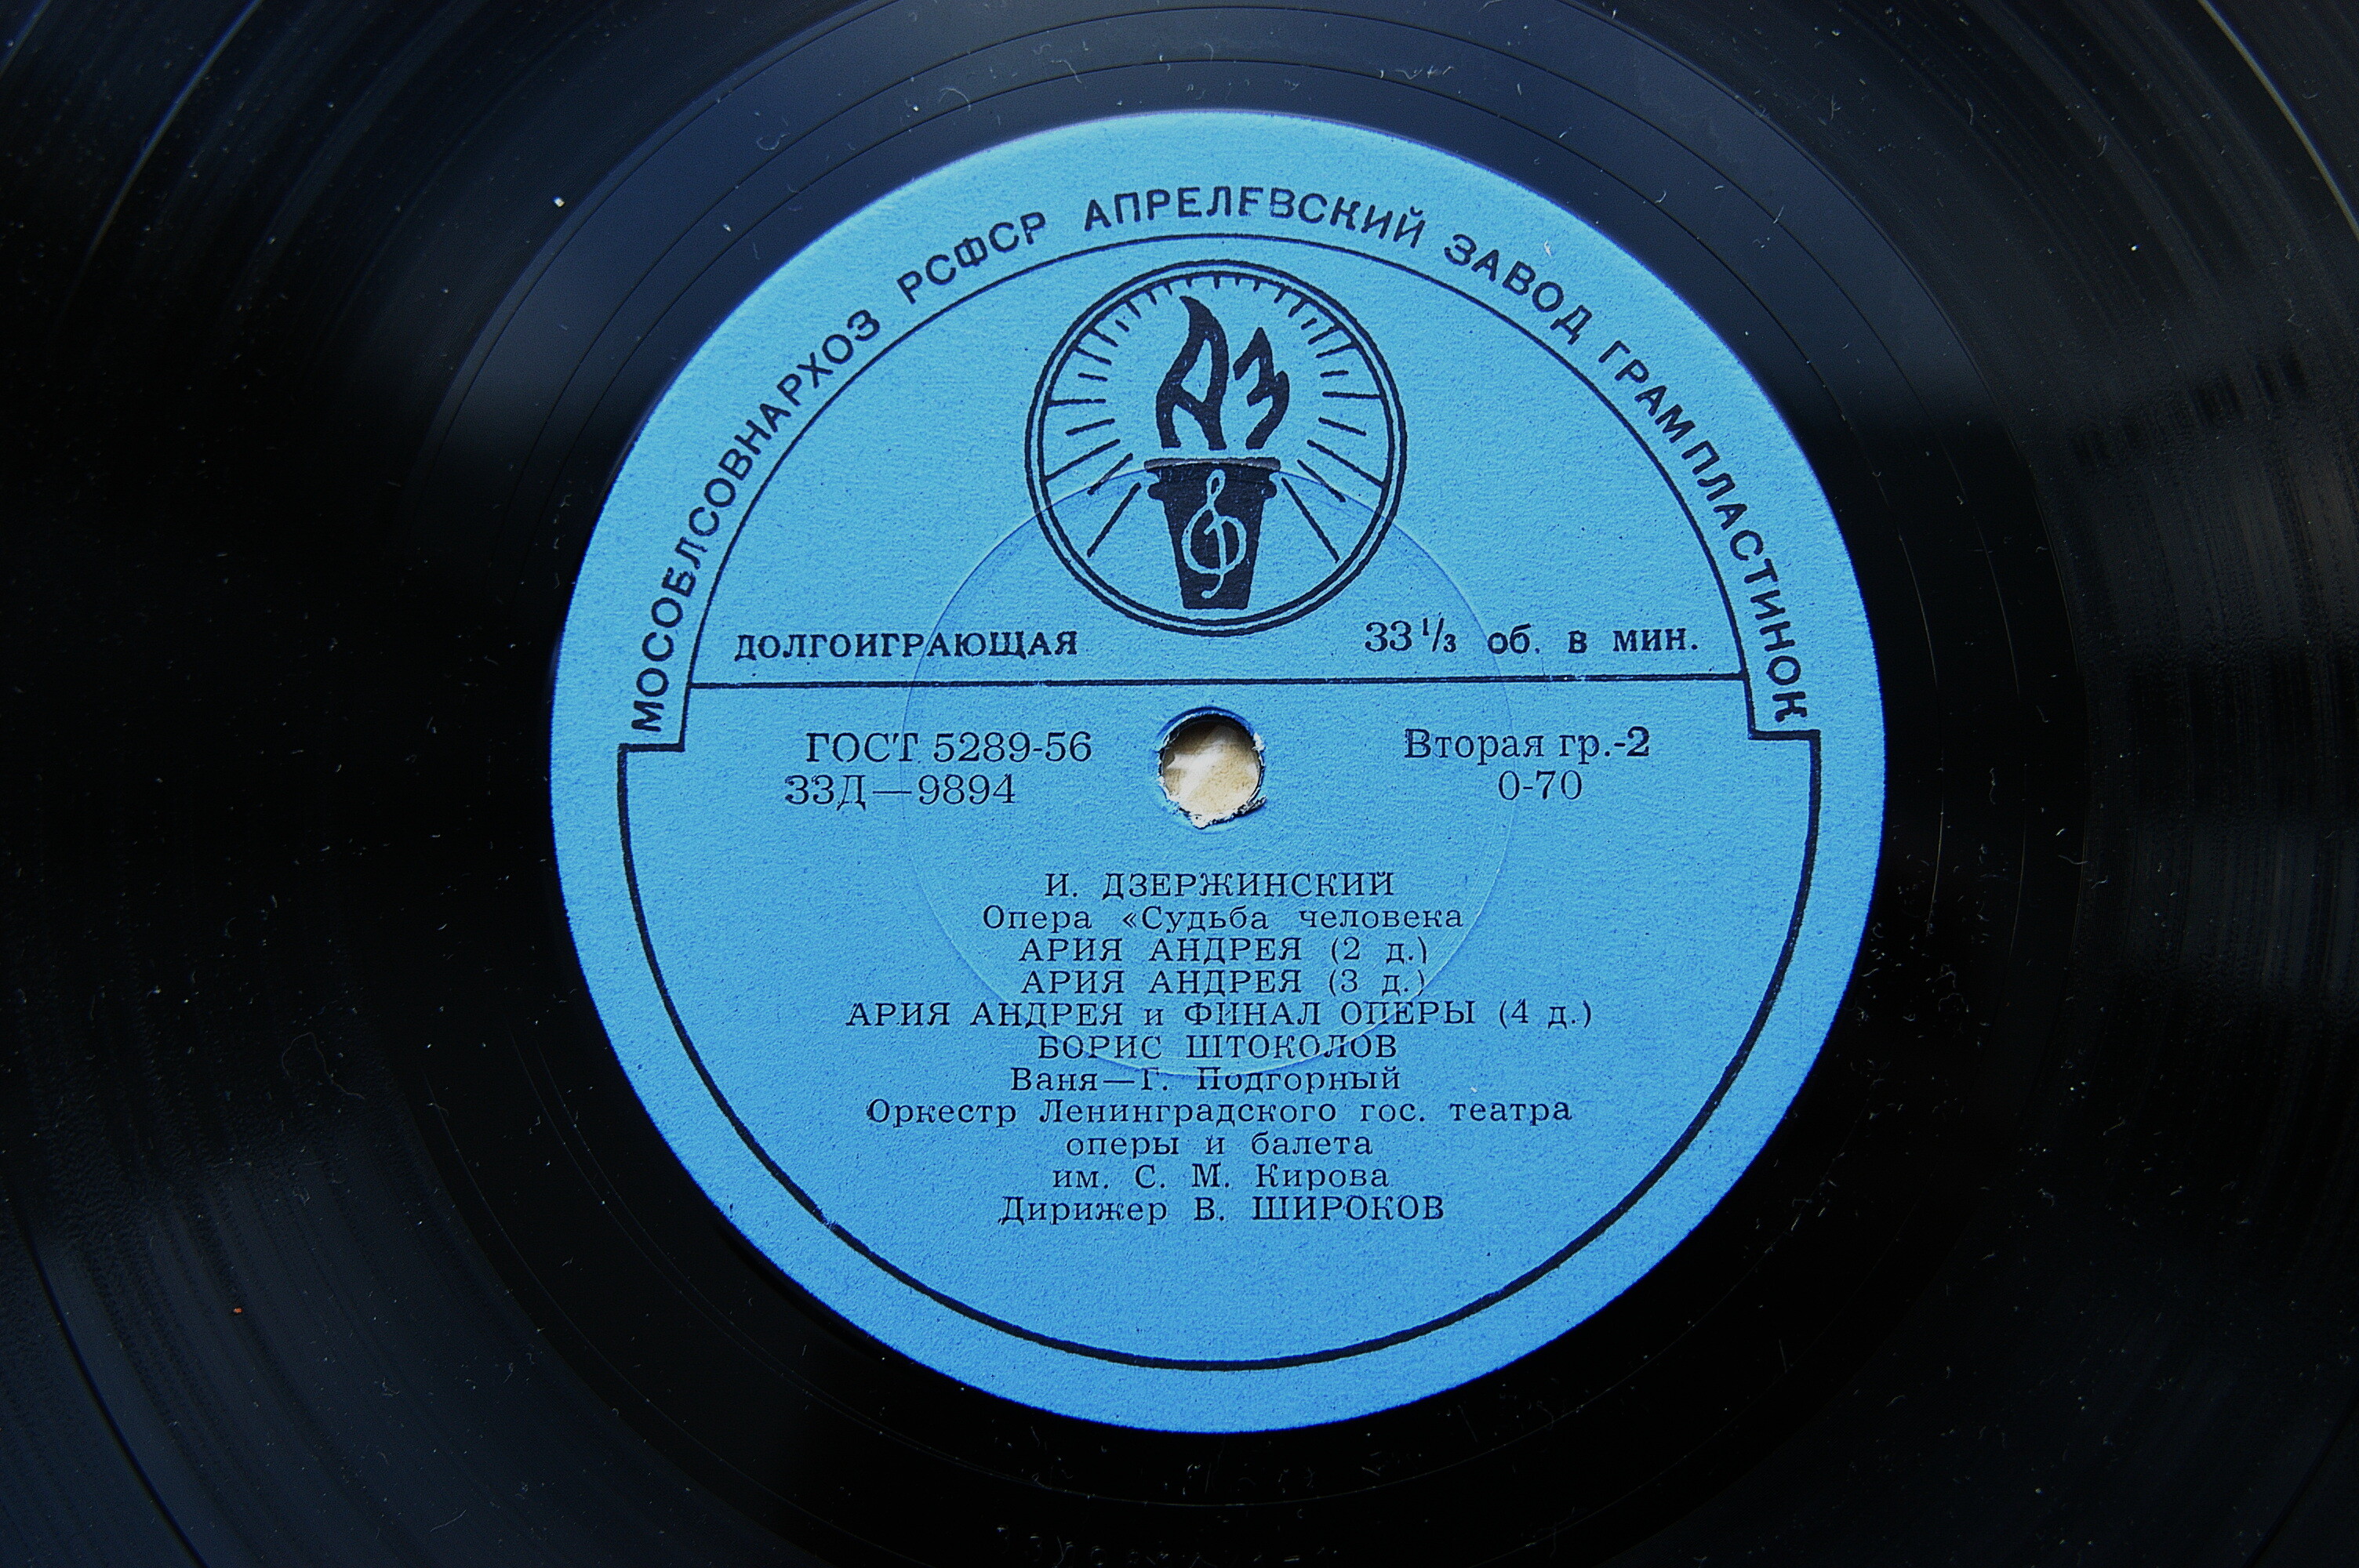 МОСОБЛСОВНАРХОЗ РСФСР АПРЕЛЕВСКИЙ ЗАВОД ГРАМПЛАСТИНОК
АЗ
ДОЛГОИГРАЮЩАЯ 33 1/3 об. в мин.
ГОСТ 5289-56 Вторая гр.-2
33Д—9894 0-70
И. ДЗЕРЖИНСКИЙ
Опера «Судьба человека
АРИЯ АНДРЕЯ (2 д.)
АРИЯ АНДРЕЯ (3 д.)
АРИЯ АНДРЕЯ и ФИНАЛ ОПЕРЫ (4 д.)
БОРИС ШТОКОЛОВ
Ваня—Г. Подгорный
Оркестр Ленинградского гос. театра
оперы и балета
им. С. М. Кирова
Дирижер В. ШИРОКОВ